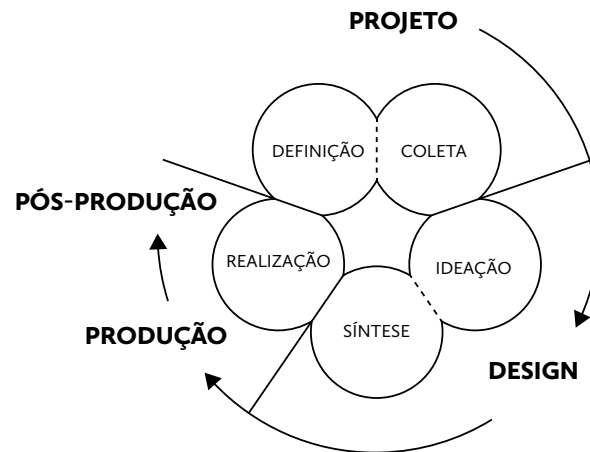 PROJETO
DEFINIÇÃO
COLETA
PÓS-PRODUÇÃO
REALIZAÇÃO
IDEAÇÃO
PRODUÇÃO
SÍNTESE
DESIGN